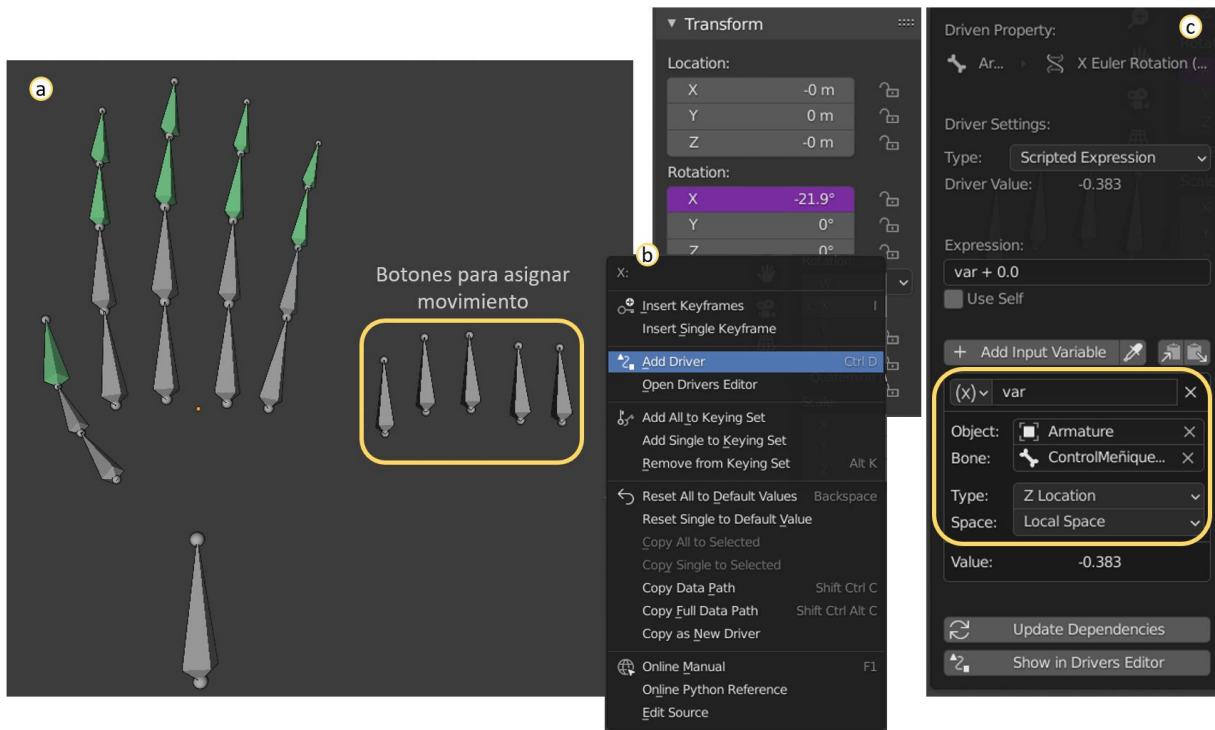 a
Botones para asignar
movimiento
Transform
Location:
X -0 m
Y 0 m
Z -0 m
Rotation:
X -21.9°
Y 0°
Z 0°
b
X:
Insert Keyframes I
Insert Single Keyframe
Add Driver Ctrl D
Open Drivers Editor
Add All to Keying Set
Add Single to Keying Set
Remove from Keying Set Alt K
Reset All to Default Values Backspace
Reset Single to Default Value
Copy All to Selected
Copy Single to Selected
Copy Data Path Shift Ctrl C
Copy Full Data Path Shift Ctrl Alt C
Copy as New Driver
Online Manual F1
Online Python Reference
Edit Source
c
Driven Property:
Ar... X Euler Rotation (...
Driver Settings:
Type: Scripted Expression
Driver Value: -0.383
Expression:
var + 0.0
Use Self
+ Add Input Variable
(x) var
Object: Armature
Bone: ControlMeñique...
Type: Z Location
Space: Local Space
Value: -0.383
Update Dependencies
Show in Drivers Editor